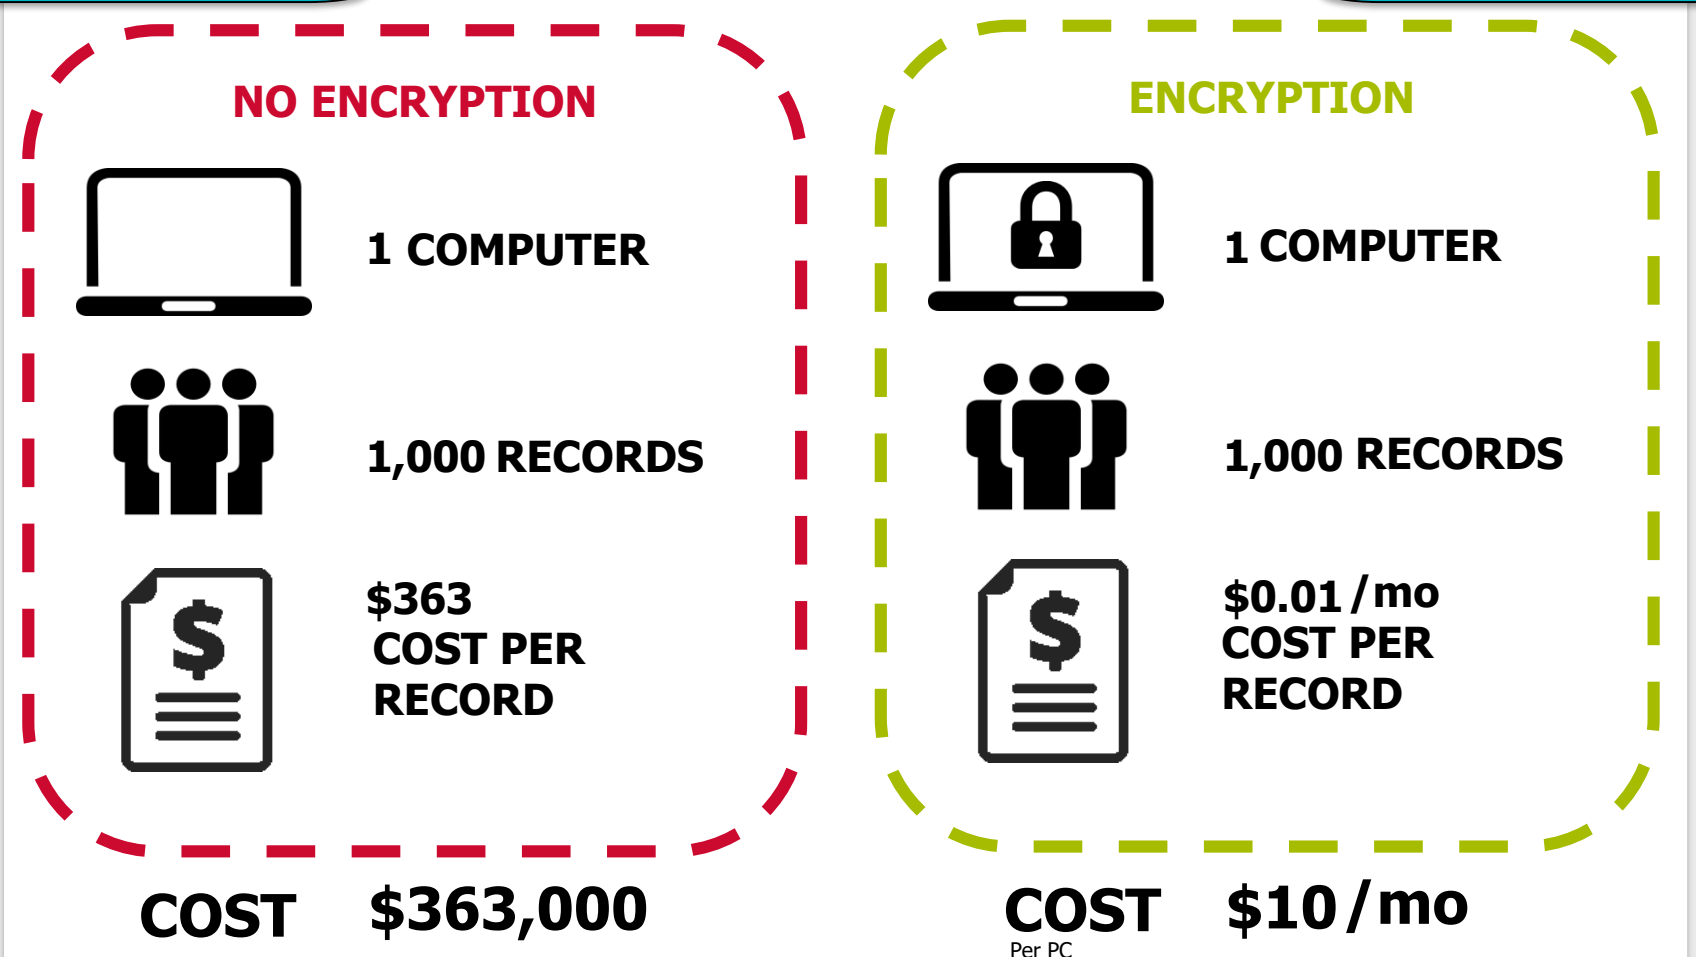 NO ENCRYPTION
1 COMPUTER
1,000 RECORDS
$
$363
COST PER
RECORD
COST $363,000
ENCRYPTION
1 COMPUTER
1,000 RECORDS
$
$0.01/mo
COST PER
RECORD
COST $10/mo
Per PC